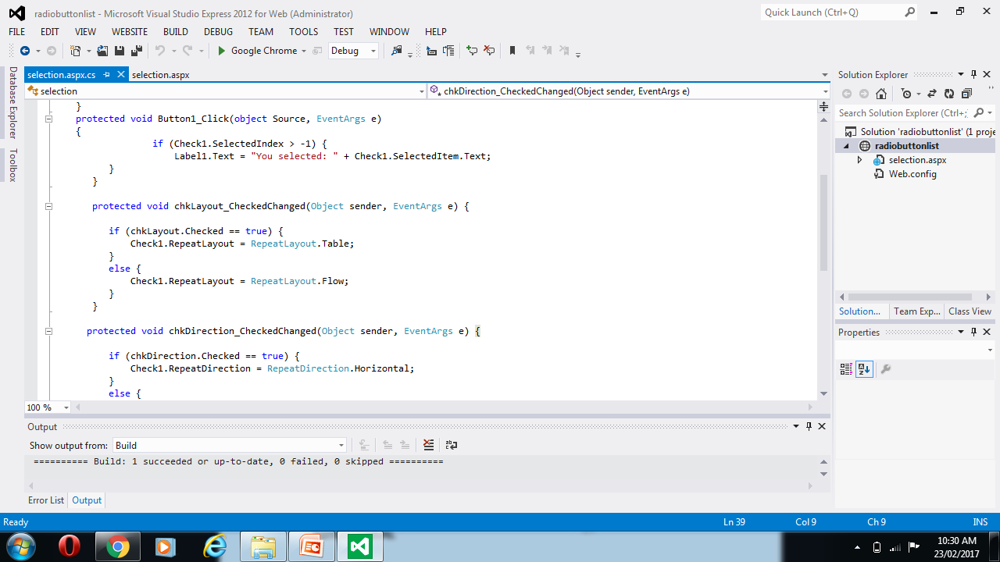 radiobuttonlist - Microsoft Visual Studio Express 2012 for Web (Administrator)
Quick Launch (Ctrl+Q)
FILE EDIT VIEW WEBSITE BUILD DEBUG TEAM TOOLS TEST WINDOW HELP
Google Chrome Debug
Database Explorer
Toolbox
selection.aspx.cs selection.aspx
selection chkDirection_CheckedChanged(Object sender, EventArgs e)
}
protected void Button1_Click(object Source, EventArgs e)
{
if (Check1.SelectedIndex > -1) {
Label1.Text = "You selected: " + Check1.SelectedItem.Text;
}
}
protected void chkLayout_CheckedChanged(Object sender, EventArgs e) {
if (chkLayout.Checked == true) {
Check1.RepeatLayout = RepeatLayout.Table;
}
else {
Check1.RepeatLayout = RepeatLayout.Flow;
}
}
protected void chkDirection_CheckedChanged(Object sender, EventArgs e) {
if (chkDirection.Checked == true) {
Check1.RepeatDirection = RepeatDirection.Horizontal;
}
else {
100 %
Output
Show output from: Build
========== Build: 1 succeeded or up-to-date, 0 failed, 0 skipped ==========
Error List Output
Solution Explorer
Search Solution Explorer (Ctrl+;
Solution 'radiobuttonlist' (1 proje
radiobuttonlist
selection.aspx
Web.config
Solution... Team Exp... Class View
Properties
Ready Ln 39 Col 9 Ch 9 INS
10:30 AM
23/02/2017